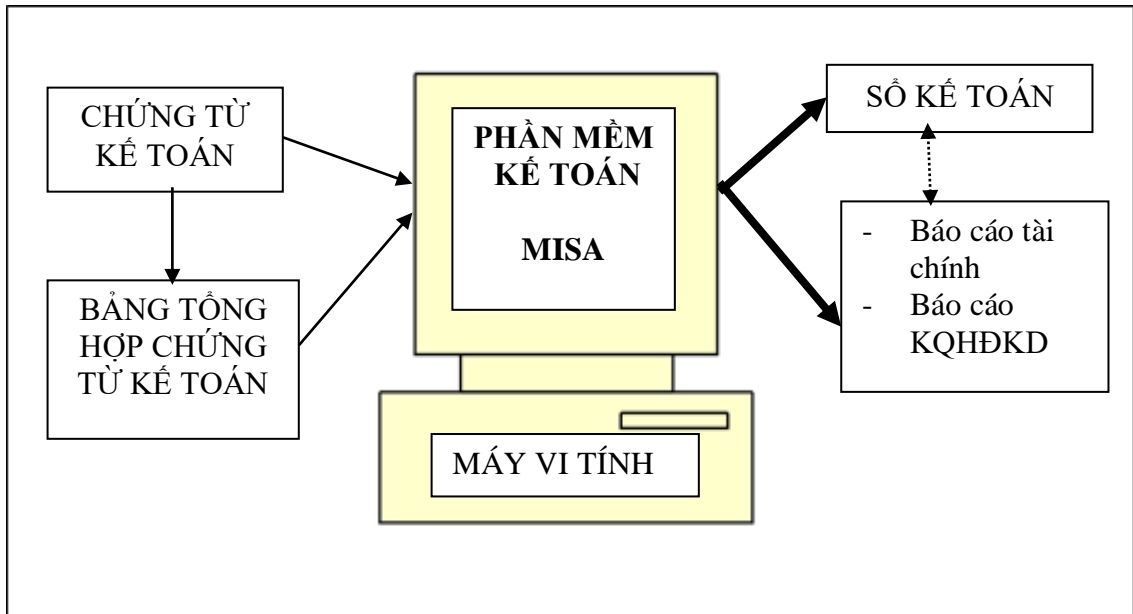 CHỨNG TỪ
KẾ TOÁN
BẢNG TỔNG
HỢP CHỨNG
TỪ KẾ TOÁN
PHẦN MỀM
KẾ TOÁN
MISA
MÁY VI TÍNH
SỔ KẾ TOÁN
- Báo cáo tài
chính
- Báo cáo
KQHĐKD